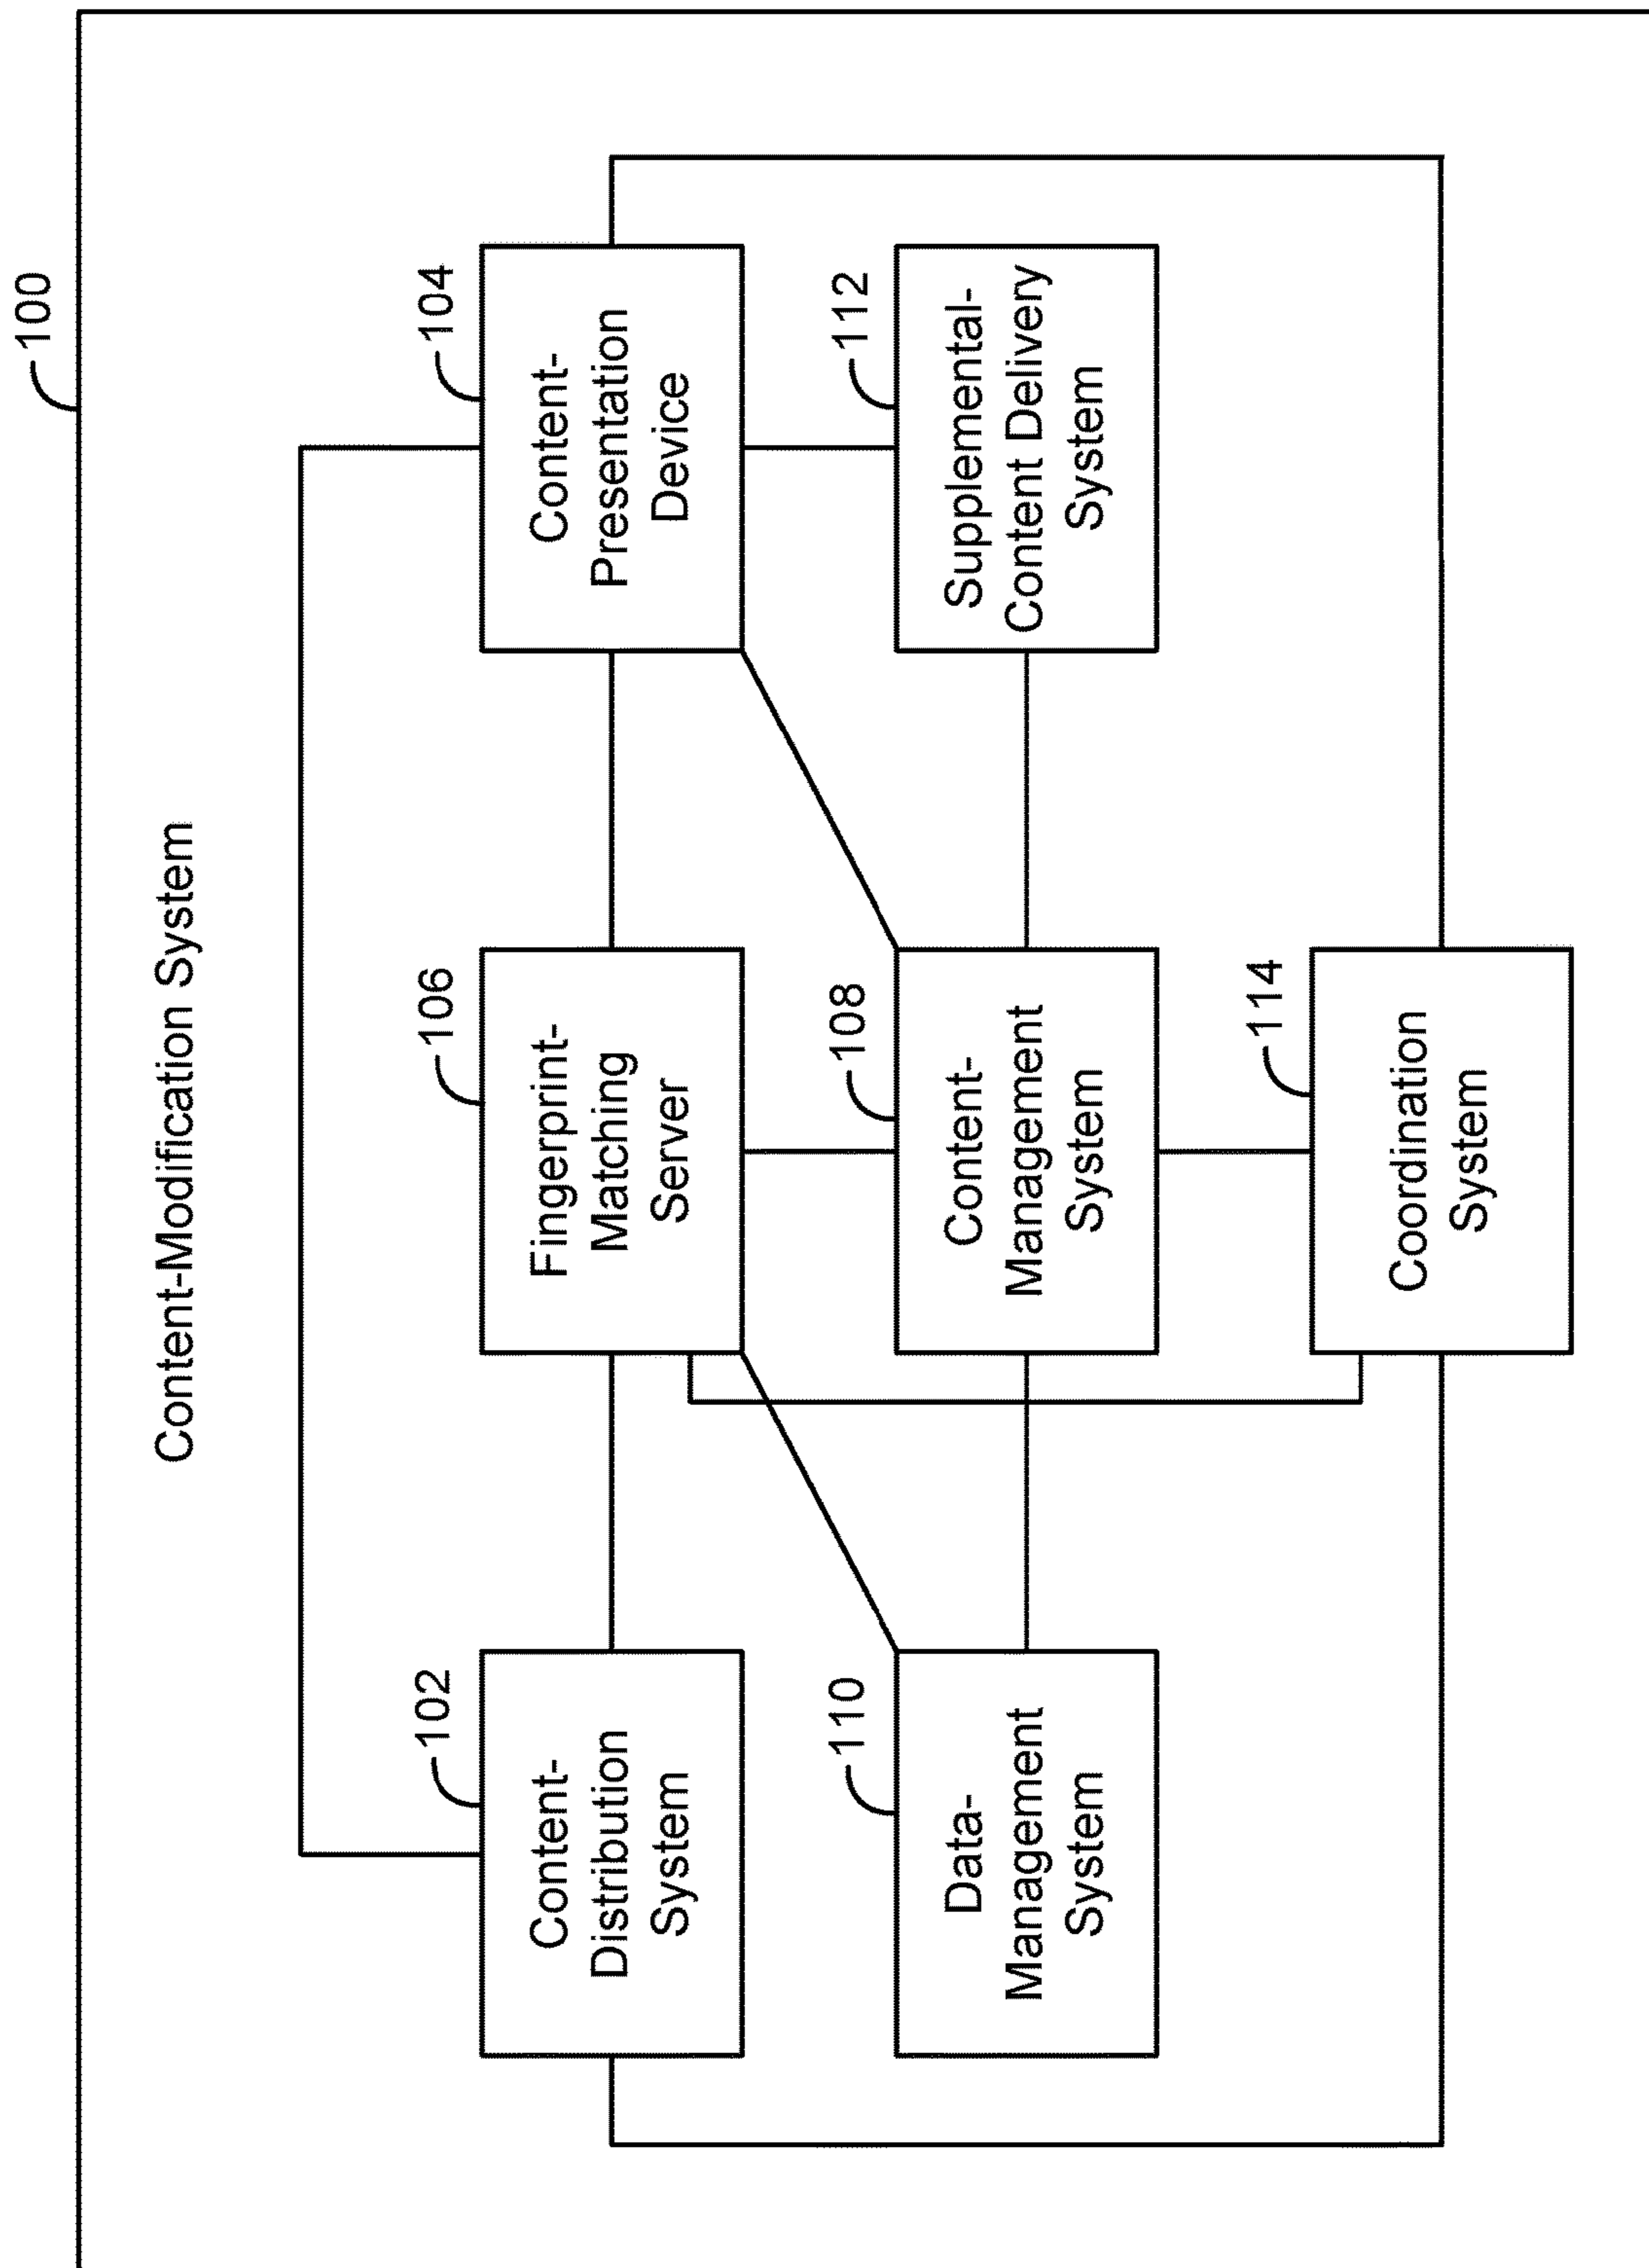 100
Content-Modification System
102
Content-
Distribution
System
106
Fingerprint-
Matching
Server
104
Content-
Presentation
Device
110
Data-
Management
System
108
Content-
Management
System
112
Supplemental-
Content Delivery
System
114
Coordination
System